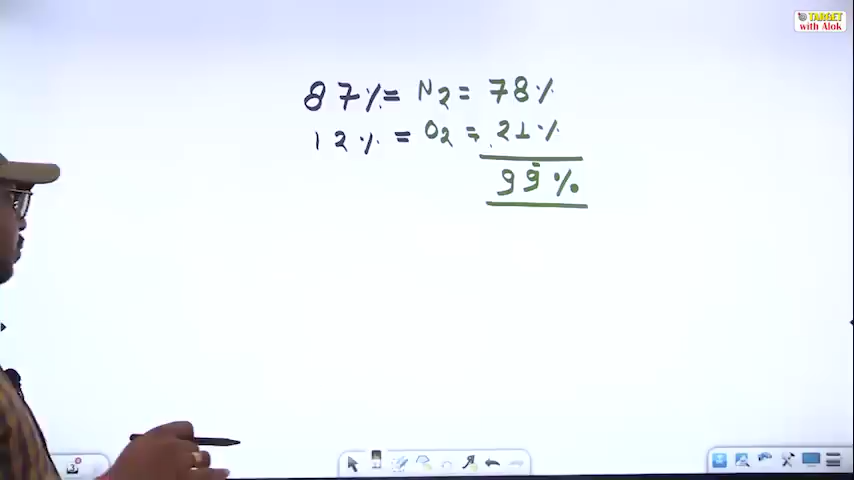 TARGET
with Alok
87%= N2= 78%
12% = O2 = 21%
99%